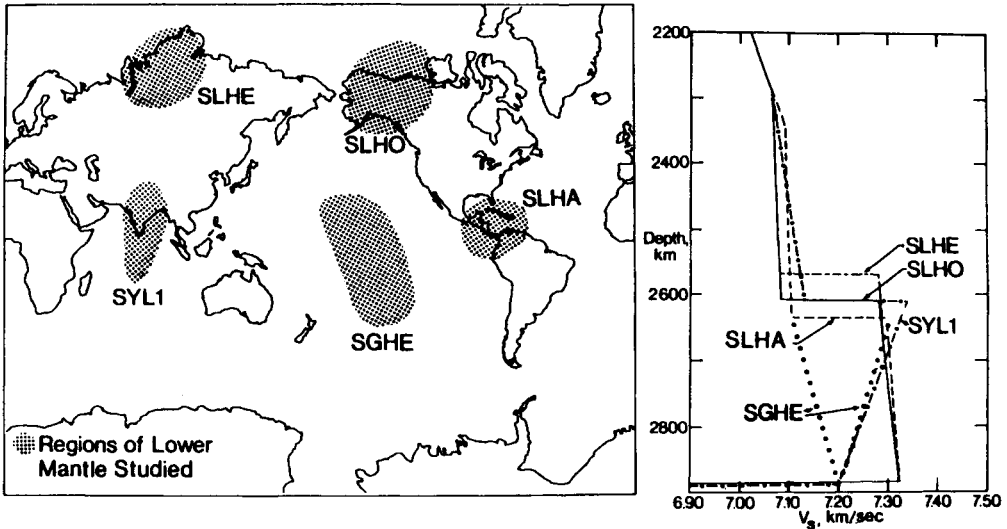 SLHE
SLHO
SLHA
SYL1
SGHE
Regions of Lower
Mantle Studied
2200
2400
Depth,
km
2600
2800
SLHE
SLHO
SLHA
SYL1
SGHE
6.90 7.00 7.10 7.20 7.30 7.40 7.50
Vs, km/sec